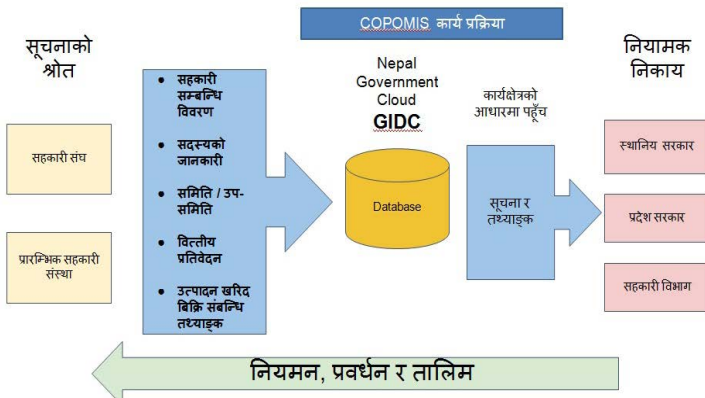 COPOMIS कार्य प्रक्रिया
सूचनाको
श्रोत
सहकारी संघ
प्रारम्भिक सहकारी
संस्था
● सहकारी
सम्बन्धि
विवरण
● सदस्यको
जानकारी
● समिति / उप-
समिति
● वित्तीय
प्रतिवेदन
● उत्पादन खरिद
बिक्रि संबन्धि
तथ्याङ्क
Nepal
Government
Cloud
GIDC
Database
कार्यक्षेत्रको
आधारमा पहूँच
सूचना र
तथ्याङ्क
नियामक
निकाय
स्थानिय सरकार
प्रदेश सरकार
सहकारी विभाग
नियमन, प्रवर्धन र तालिम